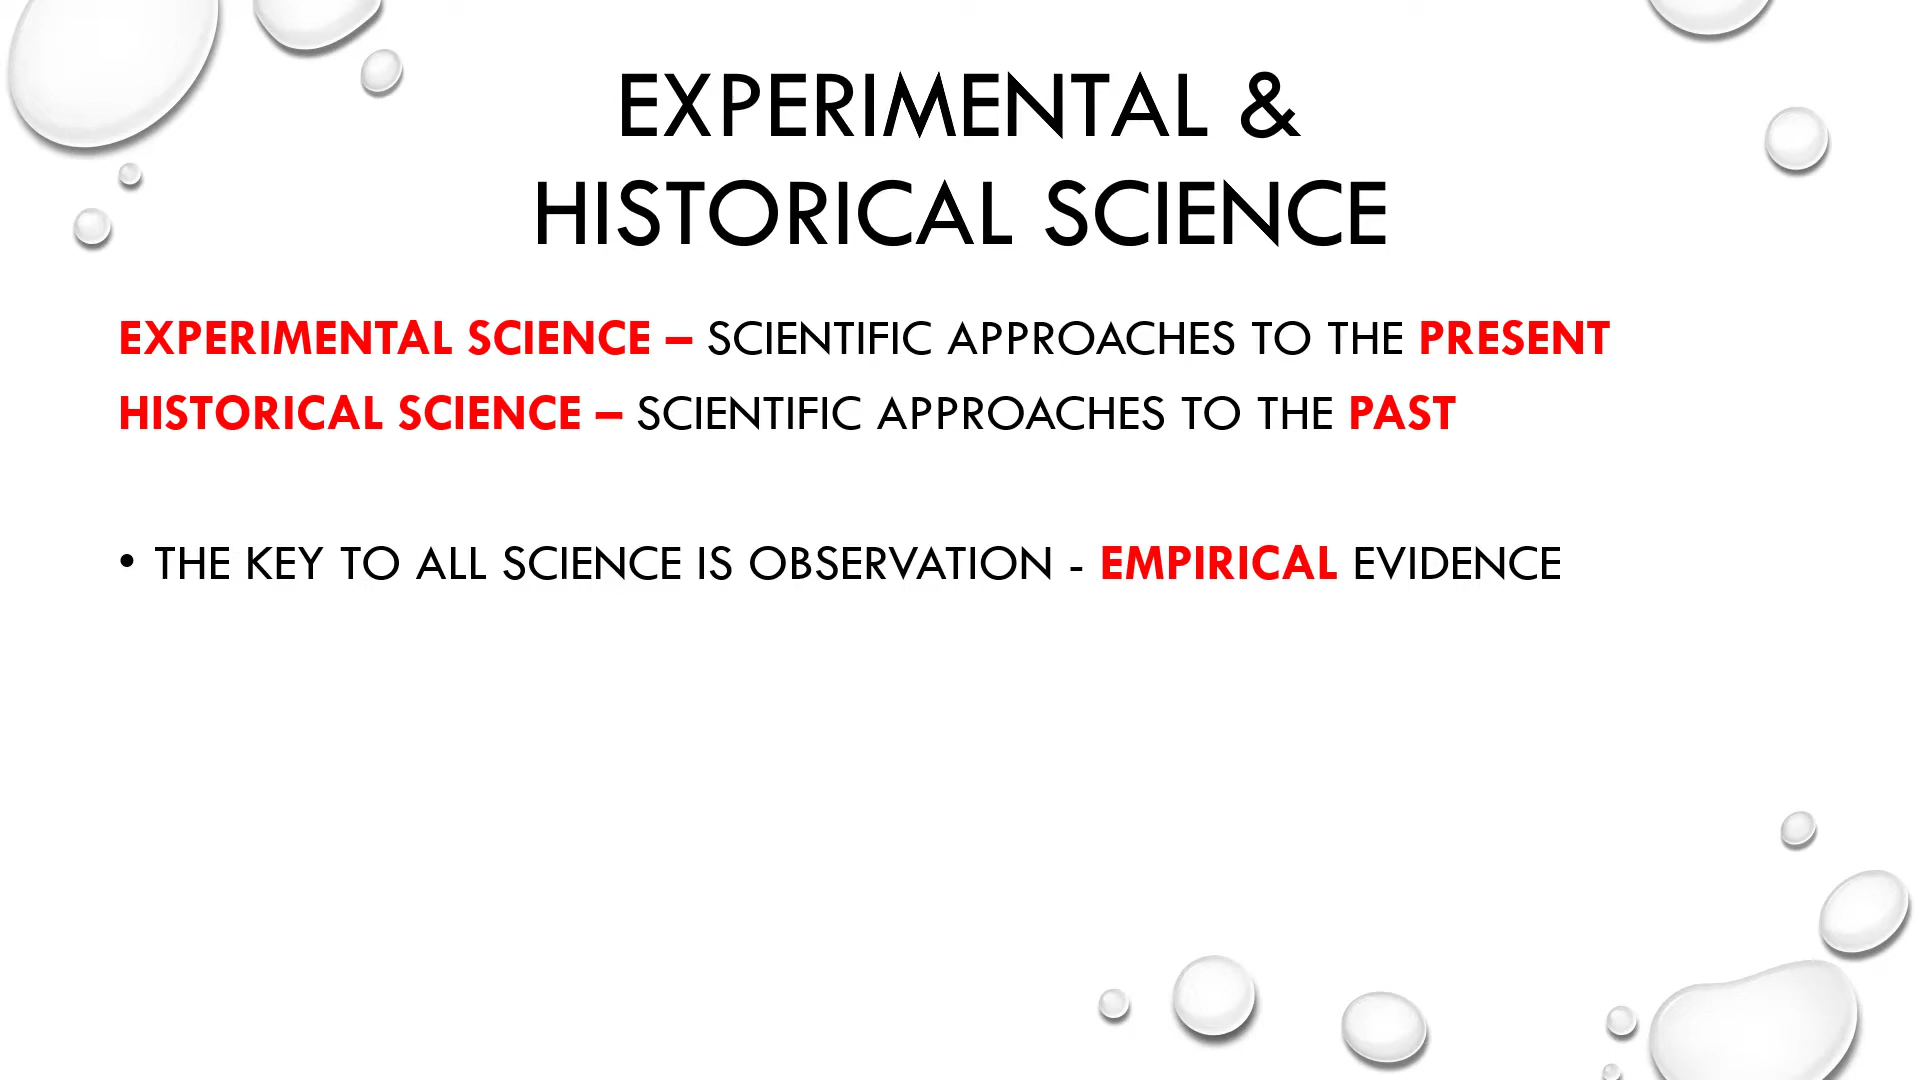 EXPERIMENTAL &
HISTORICAL SCIENCE
EXPERIMENTAL SCIENCE – SCIENTIFIC APPROACHES TO THE PRESENT
HISTORICAL SCIENCE – SCIENTIFIC APPROACHES TO THE PAST
• THE KEY TO ALL SCIENCE IS OBSERVATION - EMPIRICAL EVIDENCE